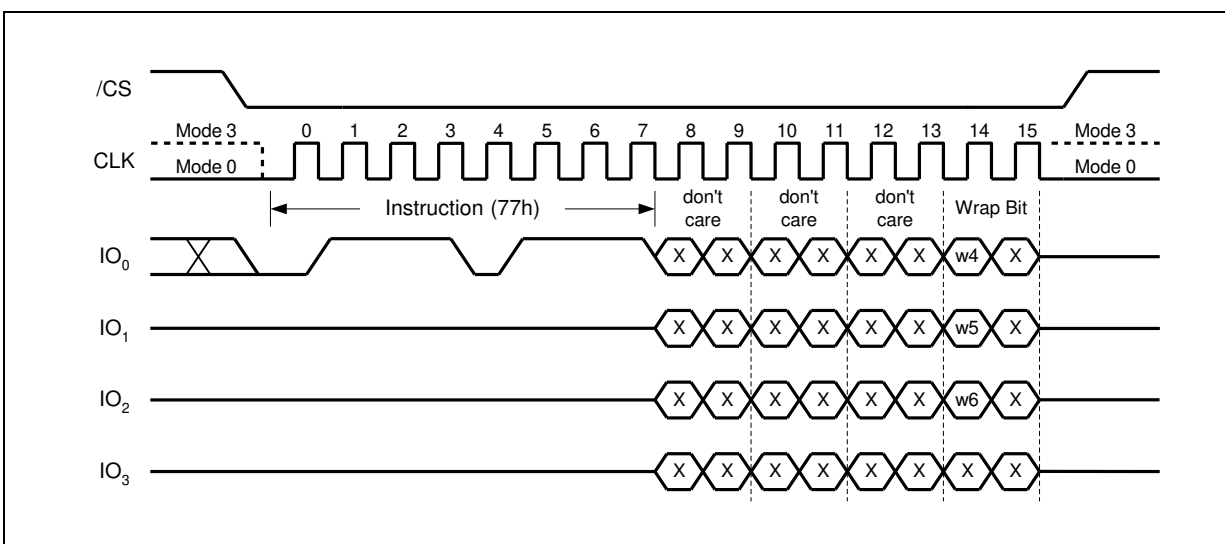 /CS
Mode 3 0 1 2 3 4 5 6 7 8 9 10 11 12 13 14 15 Mode 3
CLK Mode 0 Mode 0
Instruction (77h) don't care don't care don't care Wrap Bit
IO0 X X X X X X w4 X
IO1 X X X X X X w5 X
IO2 X X X X X X w6 X
IO3 X X X X X X X X